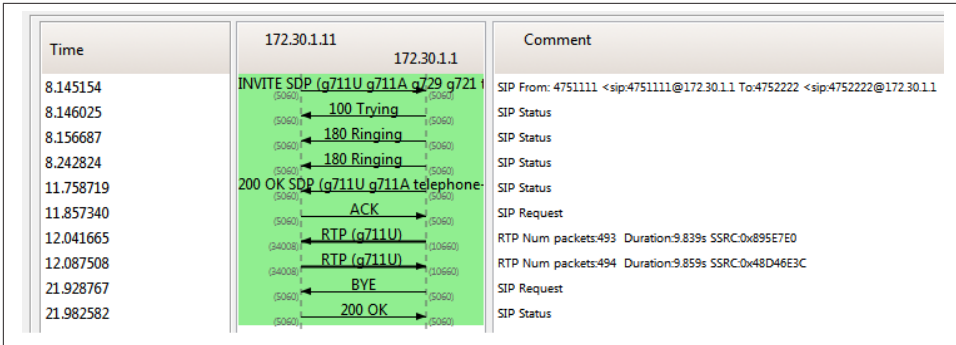 Time 172.30.1.11 172.30.1.1 Comment
8.145154 INVITE SDP (g711U g711A g729 g721 t (5060) SIP From: 4751111 <sip:4751111@172.30.1.1 To:4752222 <sip:4752222@172.30.1.1
8.146025 (5060) 100 Trying (5060) SIP Status
8.156687 (5060) 180 Ringing (5060) SIP Status
8.242824 (5060) 180 Ringing (5060) SIP Status
11.758719 200 OK SDP (g711U g711A telephone- (5060) (5060) SIP Status
11.857340 (5060) ACK (5060) SIP Request
12.041665 (34008) RTP (g711U) (10660) RTP Num packets:493 Duration:9.839s SSRC:0x895E7E0
12.087508 (34008) RTP (g711U) (10660) RTP Num packets:494 Duration:9.859s SSRC:0x48D46E3C
21.928767 (5060) BYE (5060) SIP Request
21.982582 (5060) 200 OK (5060) SIP Status